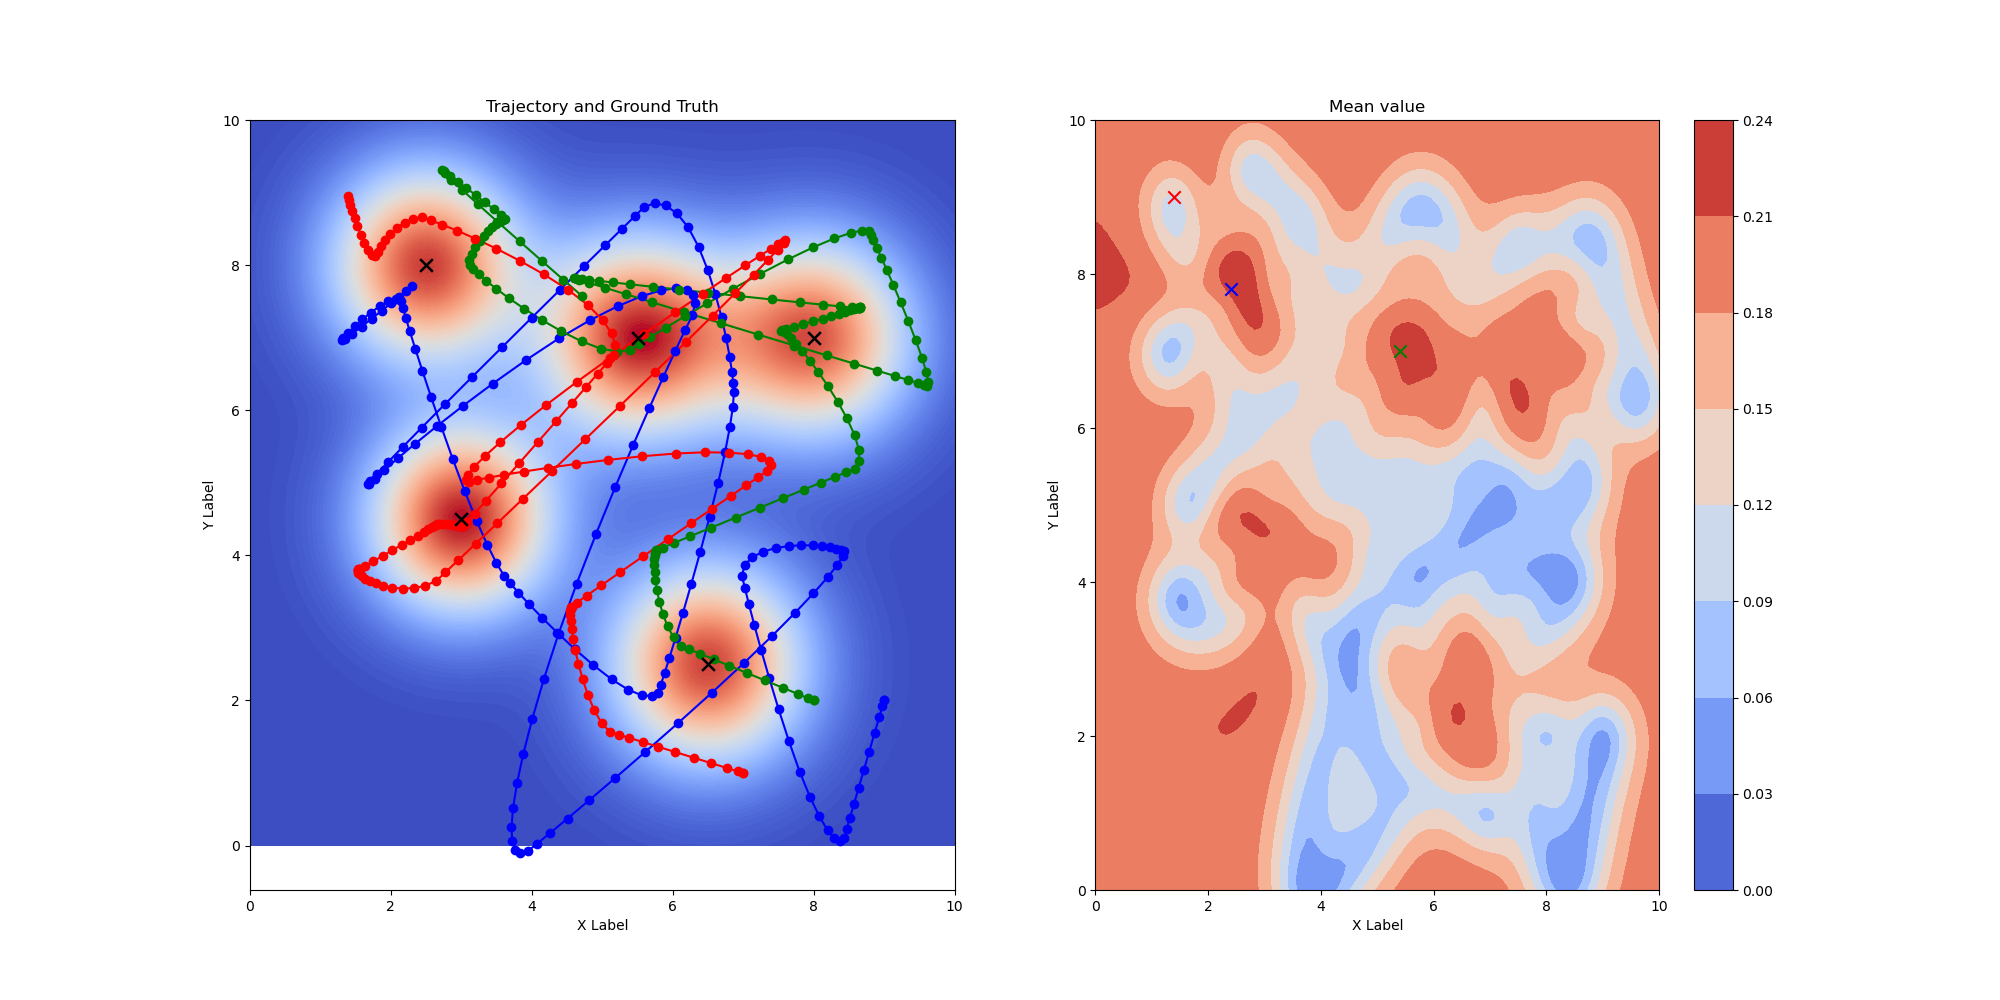 Trajectory and Ground Truth
10
8
6
4
2
0
Y Label
0 2 4 6 8 10
X Label
Mean value
10
8
6
4
2
0
Y Label
0 2 4 6 8 10
X Label
0.24
0.21
0.18
0.15
0.12
0.09
0.06
0.03
0.00